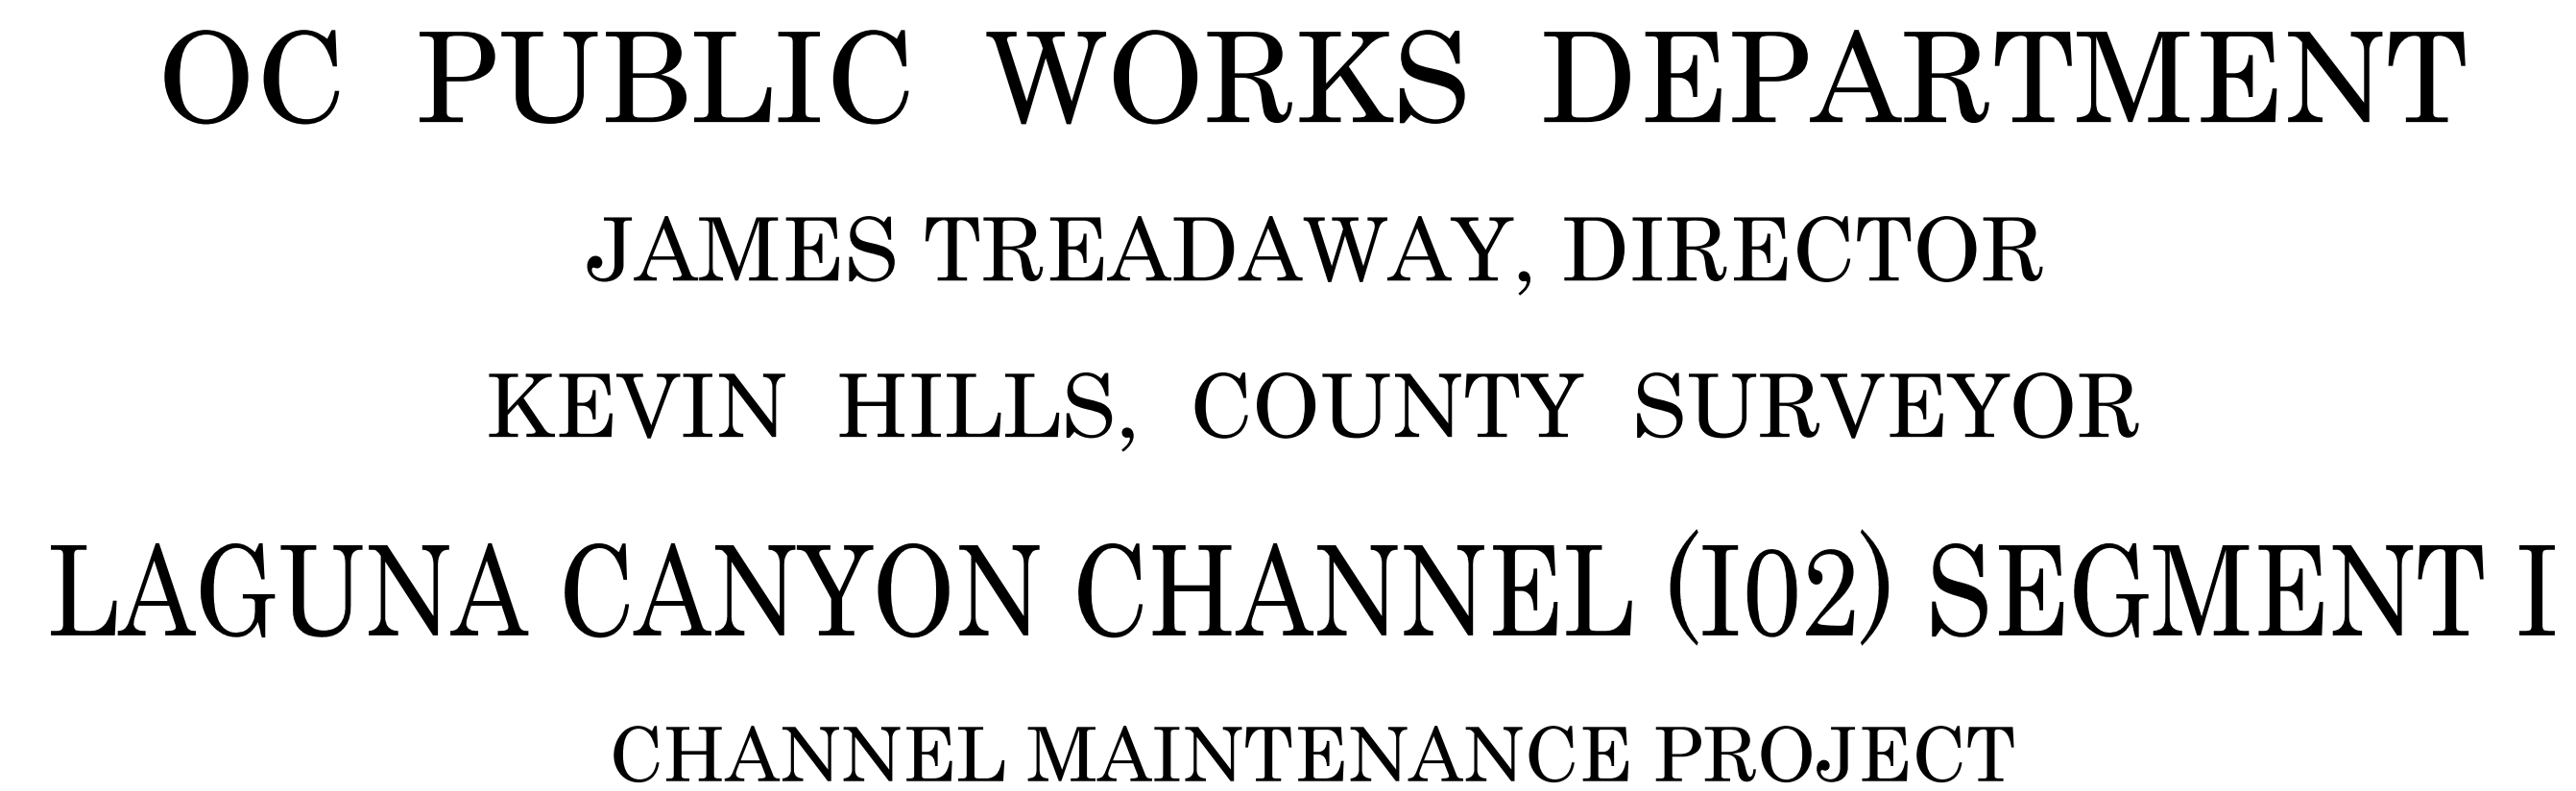 OC PUBLIC WORKS DEPARTMENT
JAMES TREADAWAY, DIRECTOR
KEVIN HILLS, COUNTY SURVEYOR
LAGUNA CANYON CHANNEL (I02) SEGMENT I
CHANNEL MAINTENANCE PROJECT